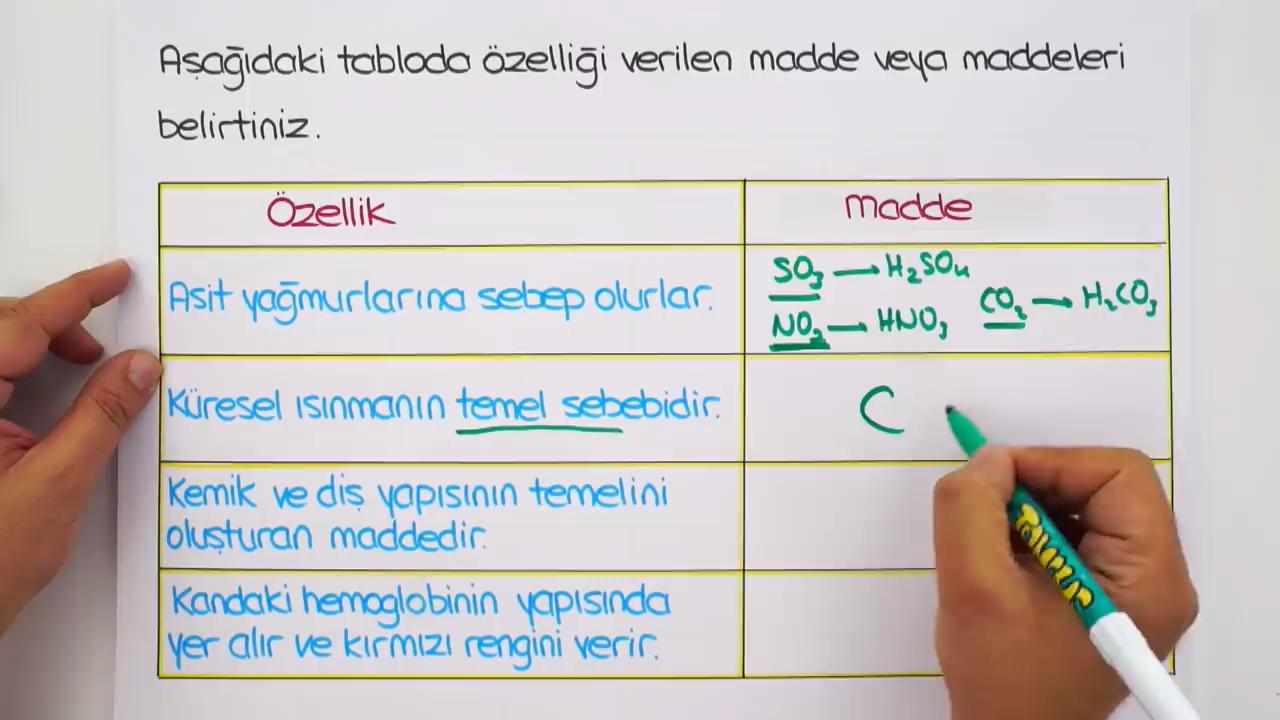 Aşağıdaki tabloda özelliği verilen madde veya maddeleri
belirtiniz.
Özellik
Madde
Asit yağmurlarına sebep olurlar.
SO₃ → H₂SO₄
NO₂ → HNO₃
CO₂ → H₂CO₃
Küresel ısınmanın temel sebebidir.
C
Kemik ve diş yapısının temelini
oluşturan maddedir.
Kandaki hemoglobinin yapısında
yer alır ve kırmızı rengini verir.